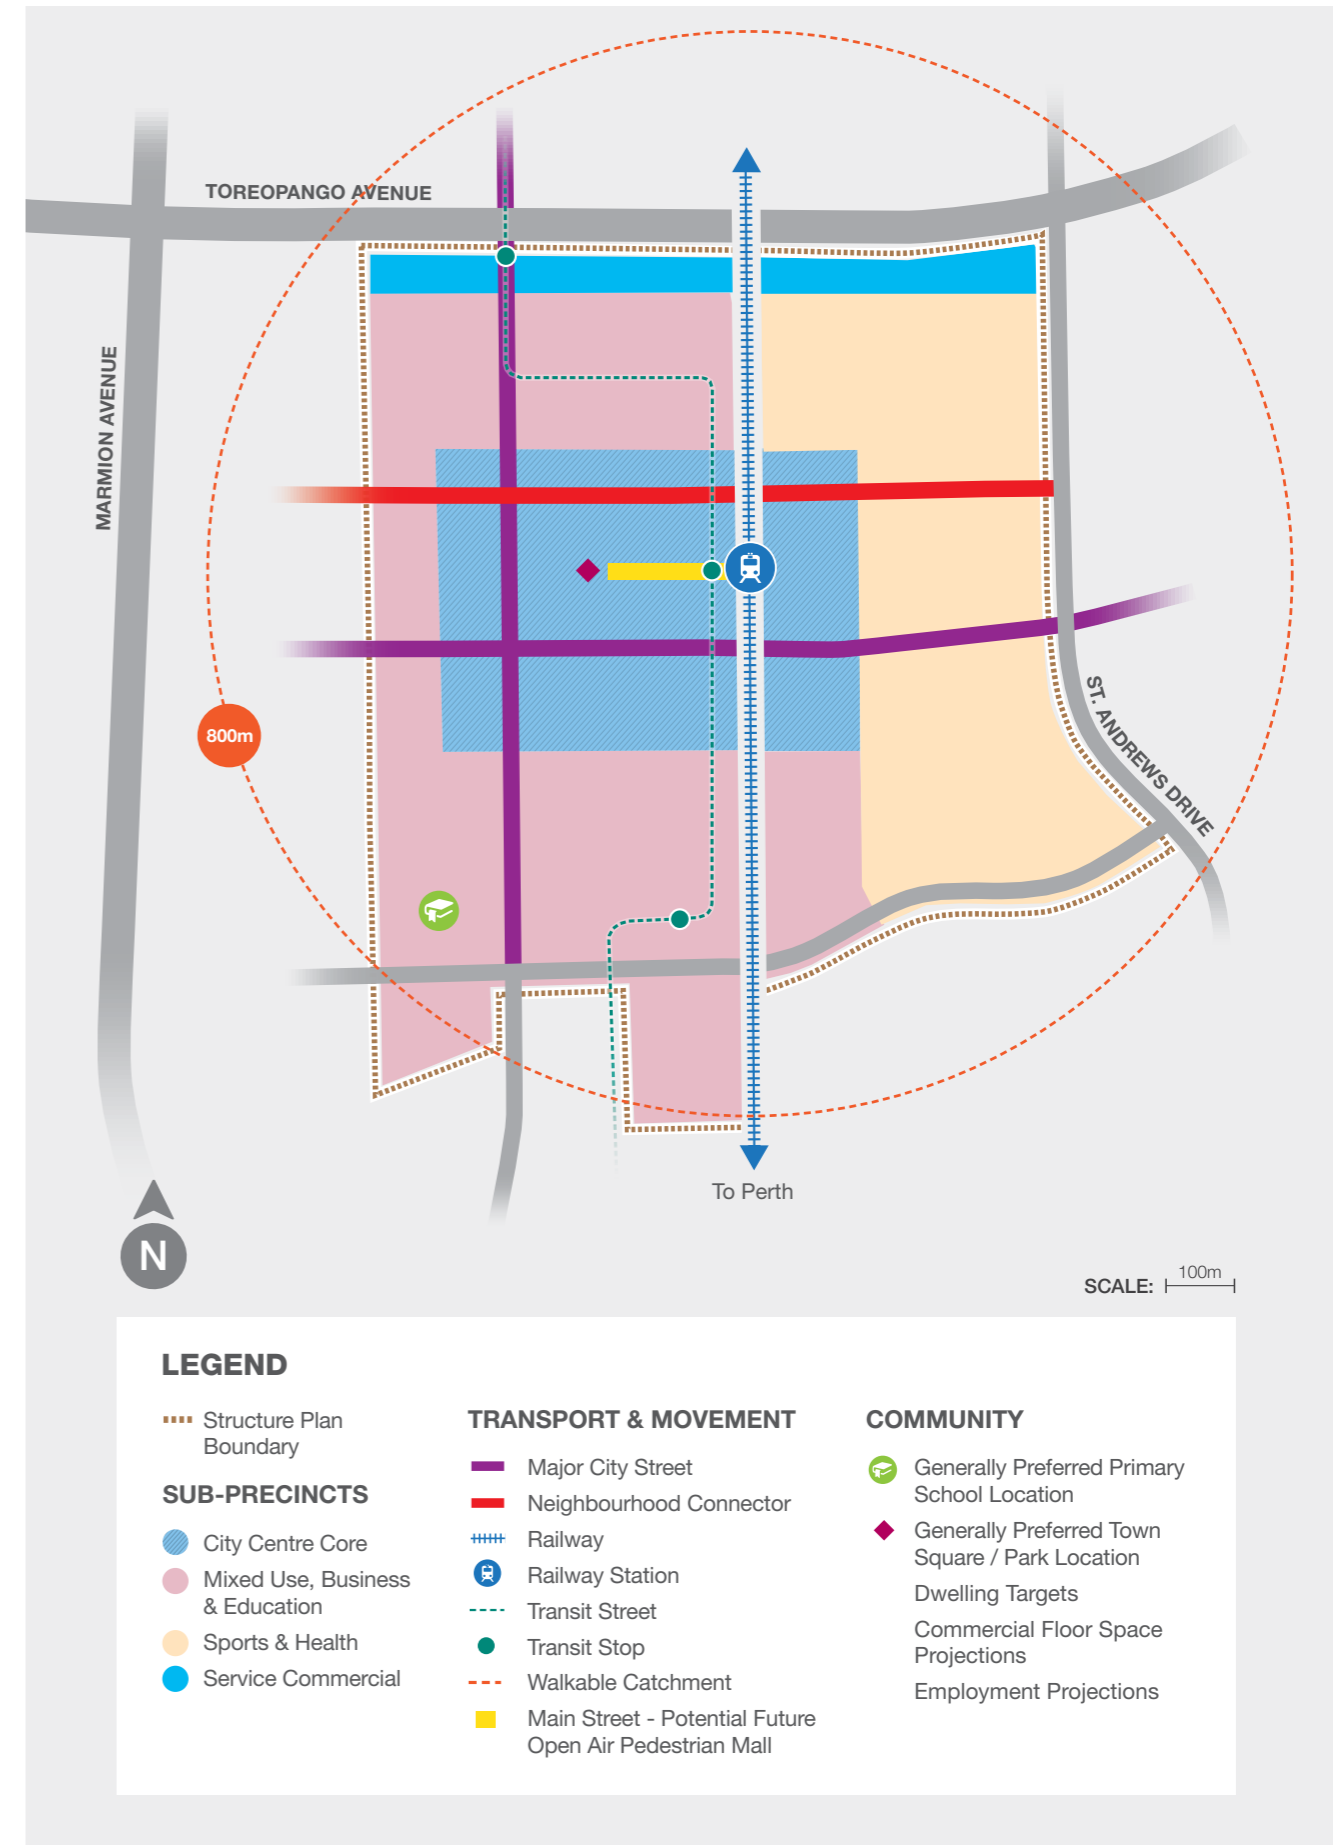 TOREOPANGO AVENUE
MARMION AVENUE
800m
ST. ANDREWS DRIVE
To Perth
N
SCALE:
100m
LEGEND
Structure Plan
Boundary
SUB-PRECINCTS
City Centre Core
Mixed Use, Business
& Education
Sports & Health
Service Commercial
TRANSPORT & MOVEMENT
Major City Street
Neighbourhood Connector
Railway
Railway Station
Transit Street
Transit Stop
Walkable Catchment
Main Street - Potential Future
Open Air Pedestrian Mall
COMMUNITY
Generally Preferred Primary
School Location
Generally Preferred Town
Square / Park Location
Dwelling Targets
Commercial Floor Space
Projections
Employment Projections